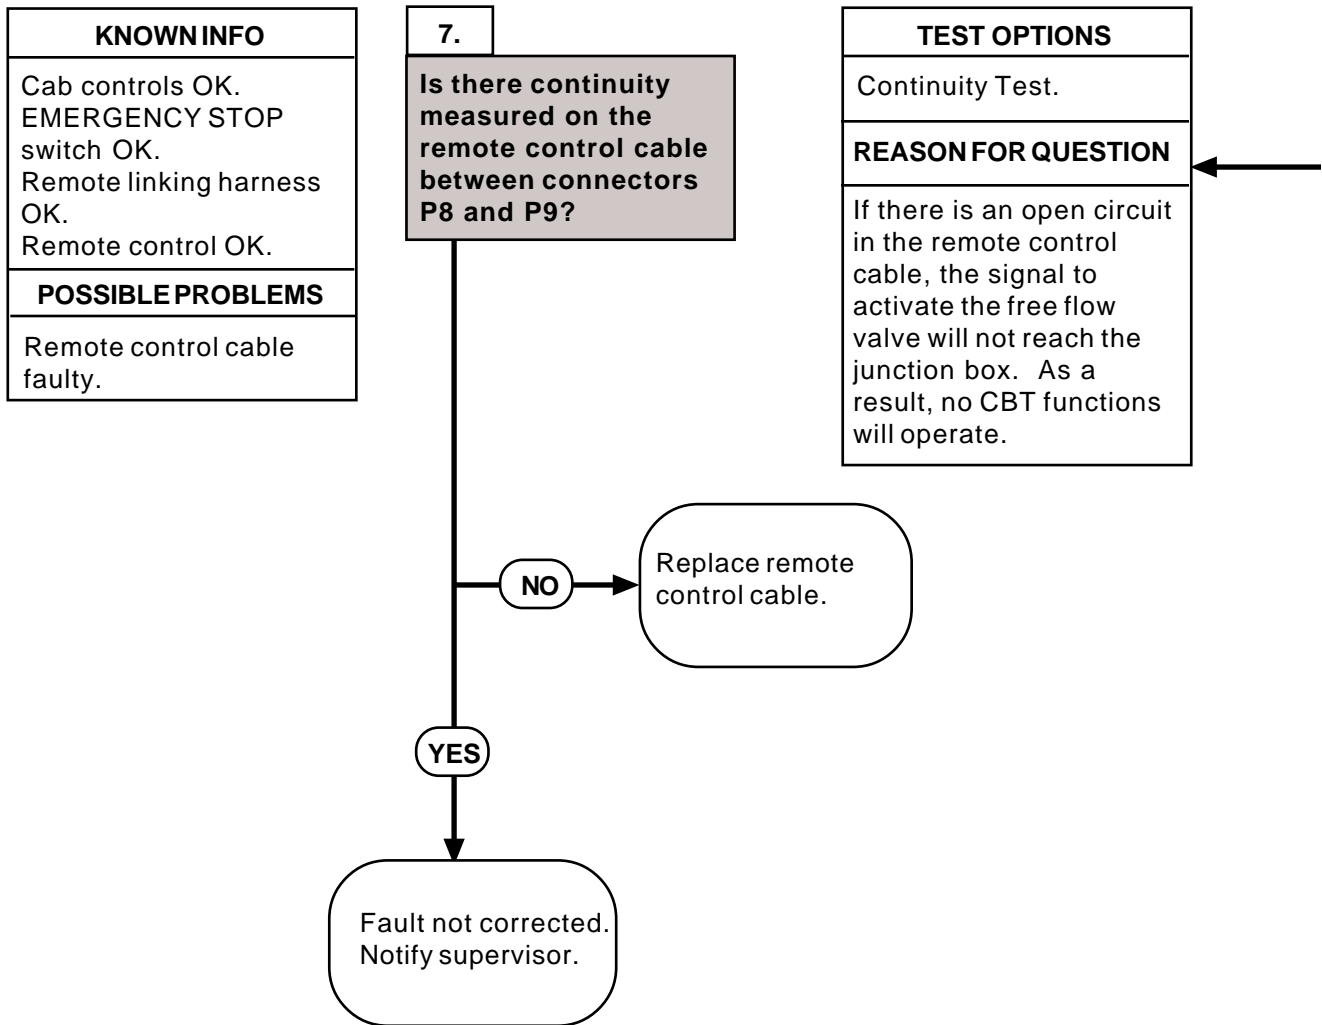 KNOWN INFO
Cab controls OK.
EMERGENCY STOP
switch OK.
Remote linking harness
OK.
Remote control OK.
POSSIBLE PROBLEMS
Remote control cable
faulty.
7.
Is there continuity
measured on the
remote control cable
between connectors
P8 and P9?
TEST OPTIONS
Continuity Test.
REASON FOR QUESTION
If there is an open circuit
in the remote control
cable, the signal to
activate the free flow
valve will not reach the
junction box. As a
result, no CBT functions
will operate.
NO
Replace remote
control cable.
YES
Fault not corrected.
Notify supervisor.